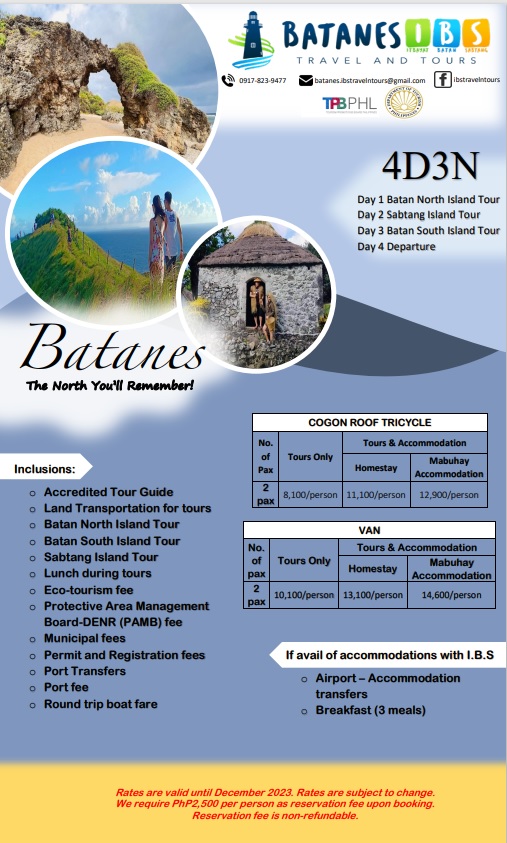 BATANES IBS
ITBAYAT BATAN SABTANG
TRAVEL AND TOURS
0917-823-9477
batanes.ibstravelntours@gmail.com
ibstravelntours
TPBPHL
4D3N
Day 1 Batan North Island Tour
Day 2 Sabtang Island Tour
Day 3 Batan South Island Tour
Day 4 Departure
Batanes
The North You'll Remember!
Inclusions:
Accredited Tour Guide
Land Transportation for tours
Batan North Island Tour
Batan South Island Tour
Sabtang Island Tour
Lunch during tours
Eco-tourism fee
Protective Area Management
Board-DENR (PAMB) fee
Municipal fees
Permit and Registration fees
Port Transfers
Port fee
Round trip boat fare
COGON ROOF TRICYCLE
No. of Pax
Tours Only
Tours & Accommodation
Homestay
Mabuhay Accommodation
2 pax
8,100/person
11,100/person
12,900/person
VAN
No. of pax
Tours Only
Tours & Accommodation
Homestay
Mabuhay Accommodation
2 pax
10,100/person
13,100/person
14,600/person
If avail of accommodations with I.B.S
Airport – Accommodation
transfers
Breakfast (3 meals)
Rates are valid until December 2023. Rates are subject to change.
We require PhP2,500 per person as reservation fee upon booking.
Reservation fee is non-refundable.